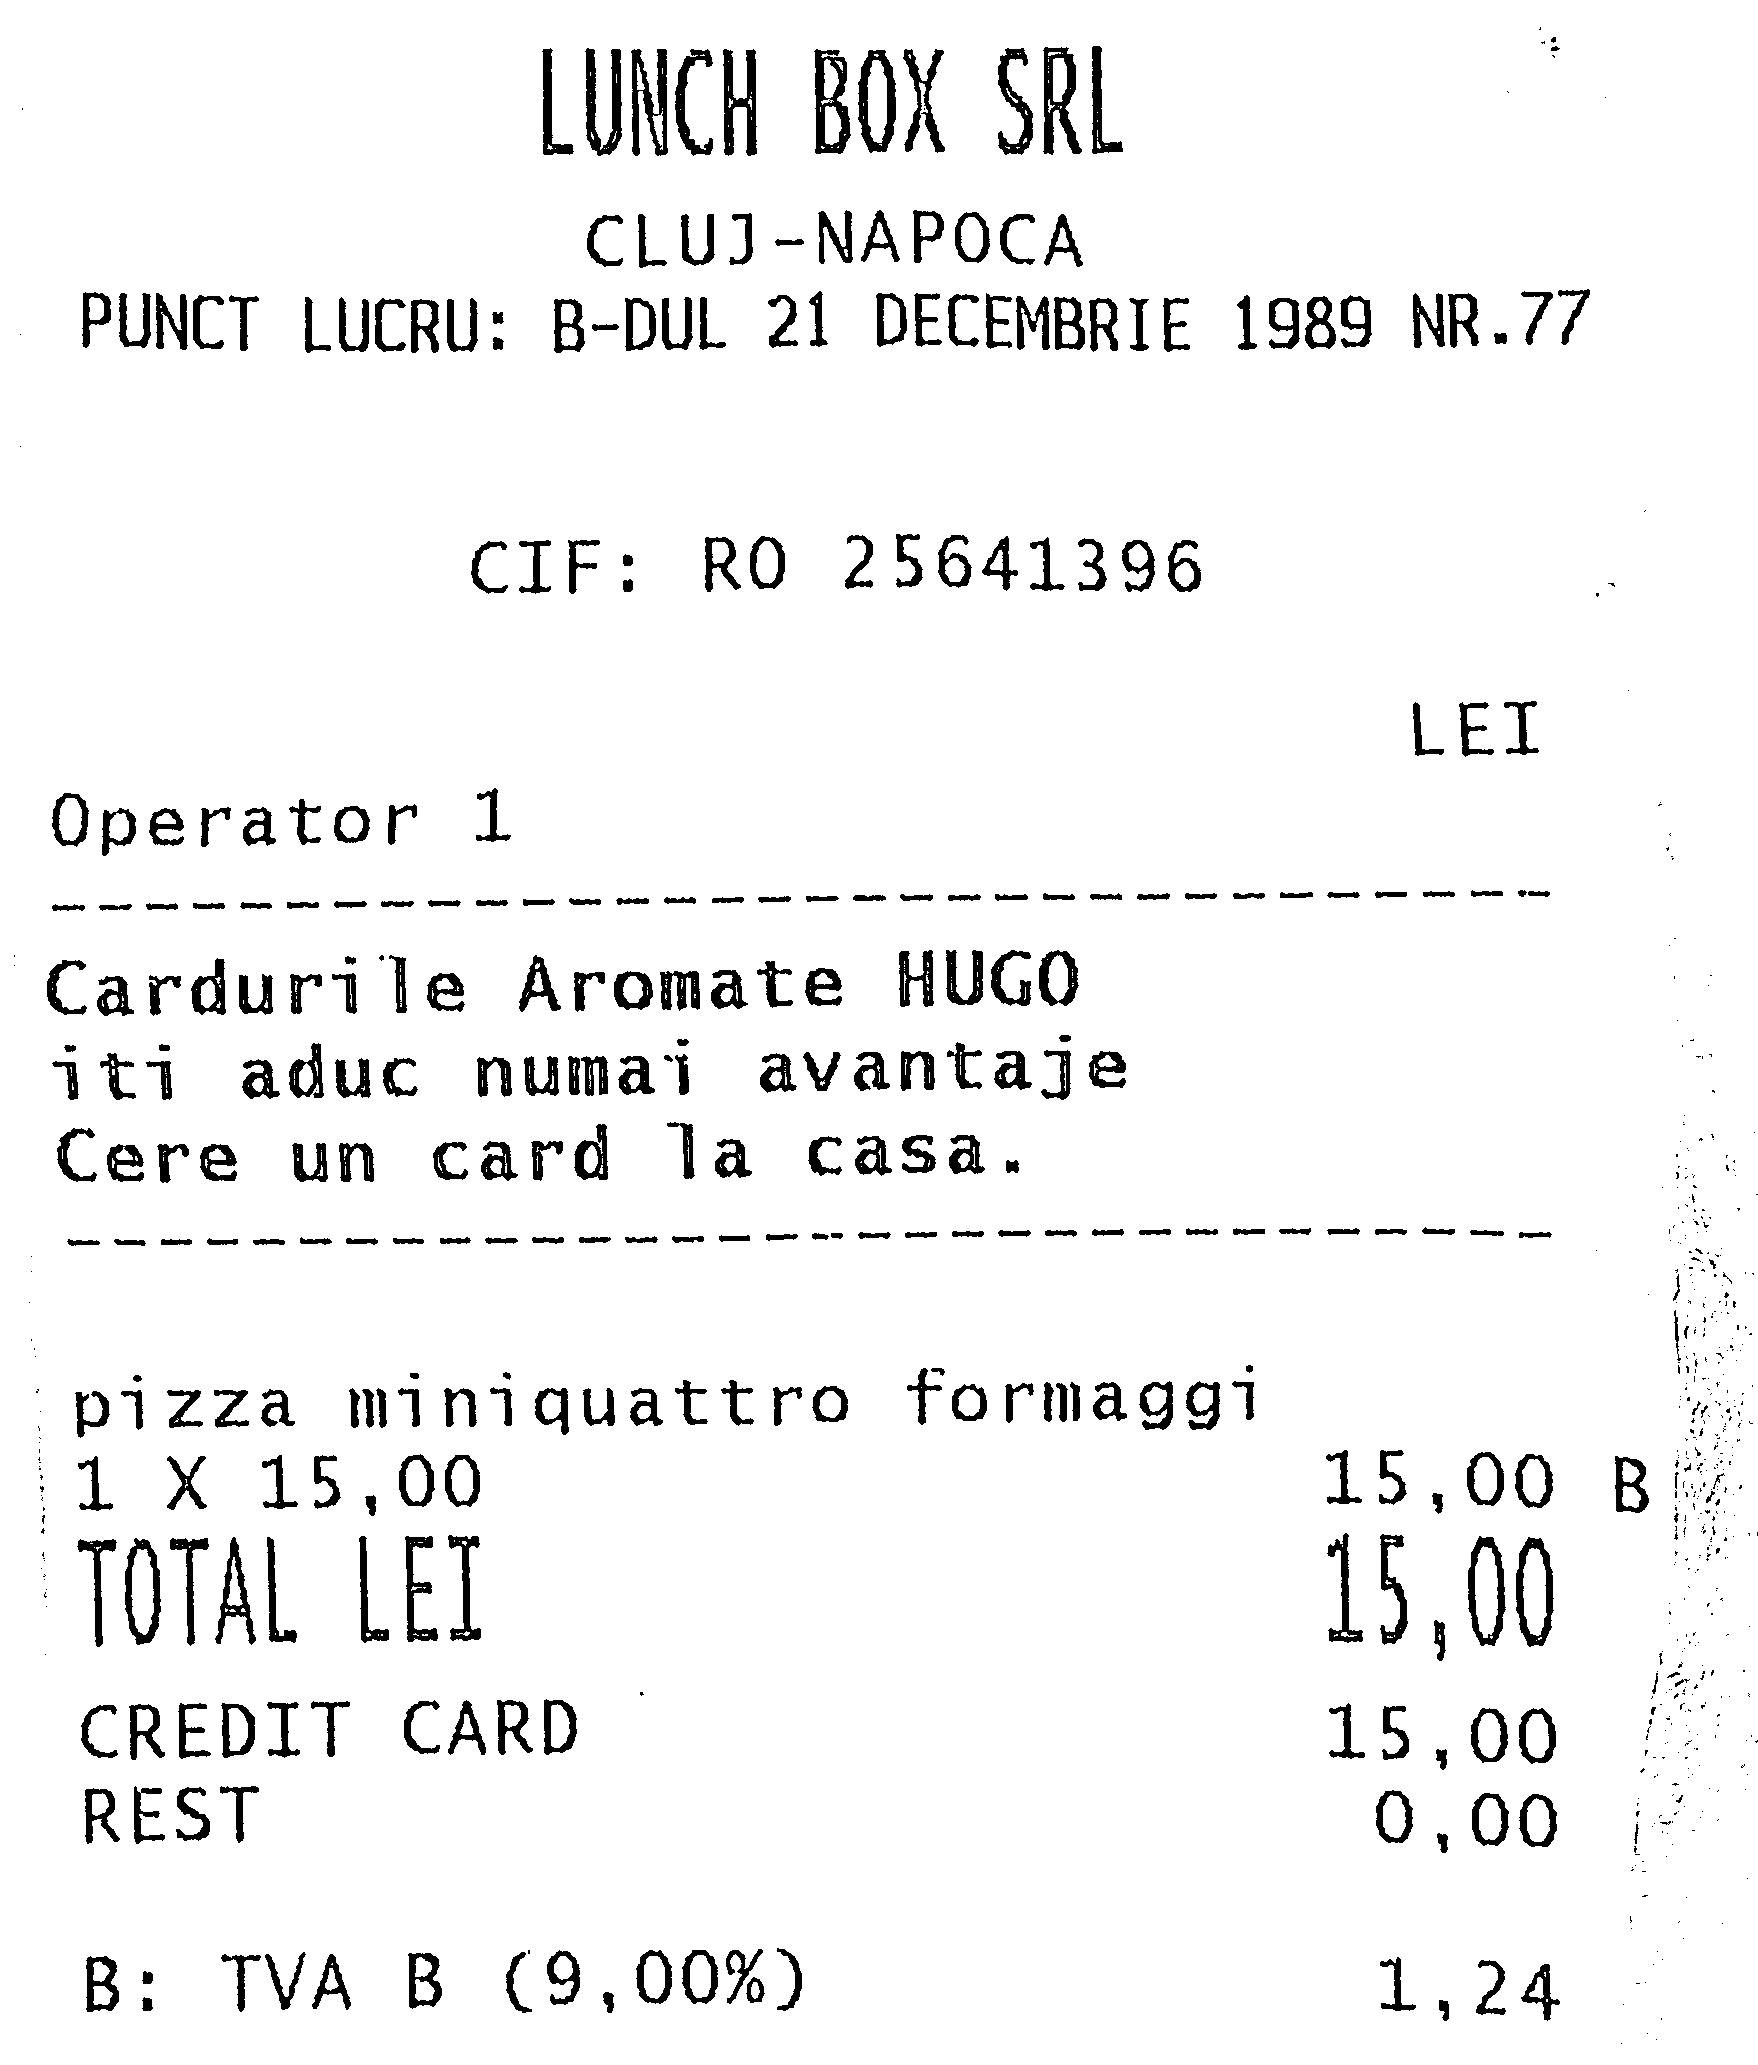 LUNCH BOX SRL
CLUJ-NAPOCA
PUNCT LUCRU: B-DUL 21 DECEMBRIE 1989 NR.77
CIF: RO 25641396
LEI
Operator 1
--------------------------------
Cardurile Aromate HUGO
iti aduc numai avantaje
Cere un card la casa.
--------------------------------
pizza miniquattro formaggi
1 X 15,00 15,00 B
TOTAL LEI 15,00
CREDIT CARD 15,00
REST 0,00
B: TVA B (9,00%) 1,24